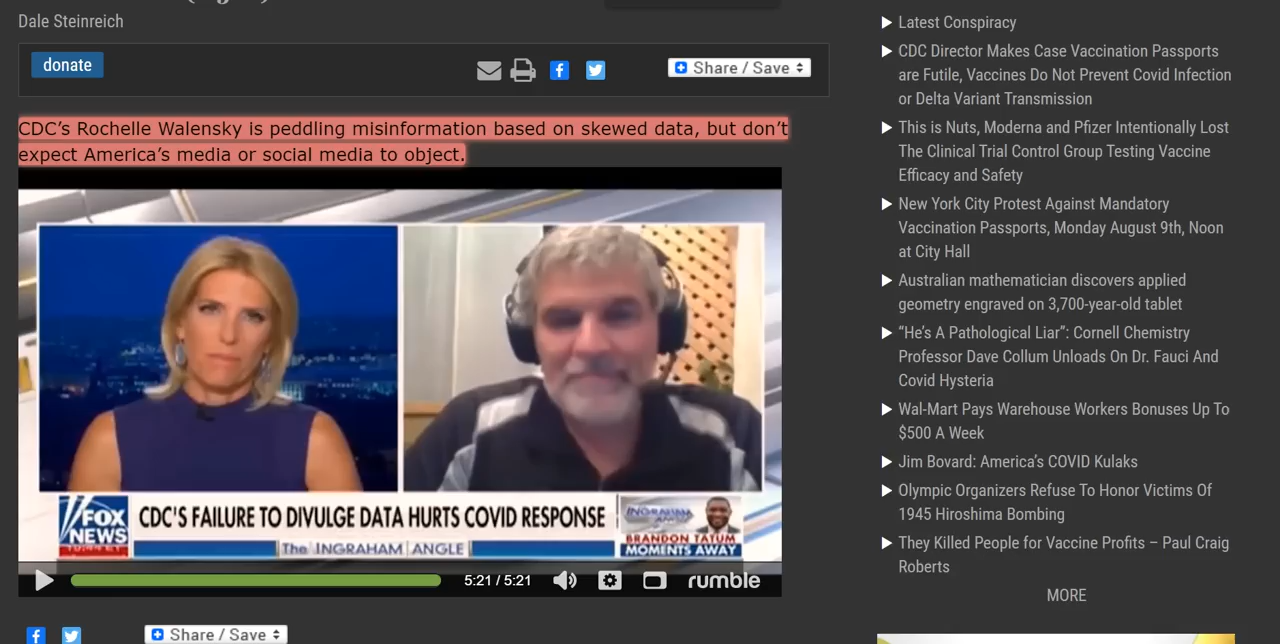 Dale Steinreich
donate
Share / Save
CDC’s Rochelle Walensky is peddling misinformation based on skewed data, but don’t
expect America’s media or social media to object.
FOX
NEWS
CDC'S FAILURE TO DIVULGE DATA HURTS COVID RESPONSE
The INGRAHAM ANGLE
INGRAHAM
ANGLE
BRANDON TATUM
MOMENTS AWAY
5:21 / 5:21
rumble
Share / Save
Latest Conspiracy
CDC Director Makes Case Vaccination Passports
are Futile, Vaccines Do Not Prevent Covid Infection
or Delta Variant Transmission
This is Nuts, Moderna and Pfizer Intentionally Lost
The Clinical Trial Control Group Testing Vaccine
Efficacy and Safety
New York City Protest Against Mandatory
Vaccination Passports, Monday August 9th, Noon
at City Hall
Australian mathematician discovers applied
geometry engraved on 3,700-year-old tablet
“He’s A Pathological Liar”: Cornell Chemistry
Professor Dave Collum Unloads On Dr. Fauci And
Covid Hysteria
Wal-Mart Pays Warehouse Workers Bonuses Up To
$500 A Week
Jim Bovard: America’s COVID Kulaks
Olympic Organizers Refuse To Honor Victims Of
1945 Hiroshima Bombing
They Killed People for Vaccine Profits – Paul Craig
Roberts
MORE